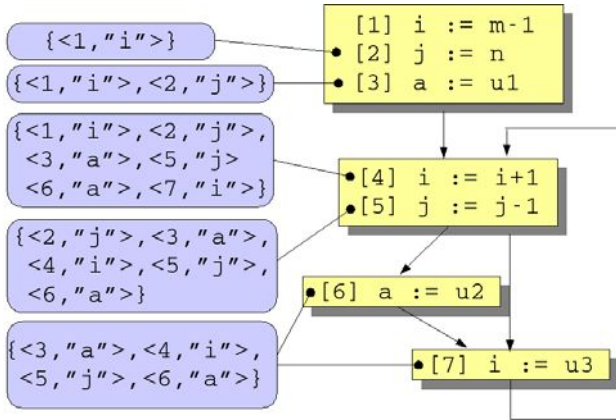 {<1,"i">}
{<1,"i">,<2,"j">}
{<1,"i">,<2,"j">,
<3,"a">,<5,"j>
<6,"a">,<7,"i">}
{<2,"j">,<3,"a">,
<4,"i">,<5,"j">,
<6,"a">}
{<3,"a">,<4,"i">,
<5,"j">,<6,"a">}
[1] i := m-1
[2] j := n
[3] a := u1
[4] i := i+1
[5] j := j-1
[6] a := u2
[7] i := u3